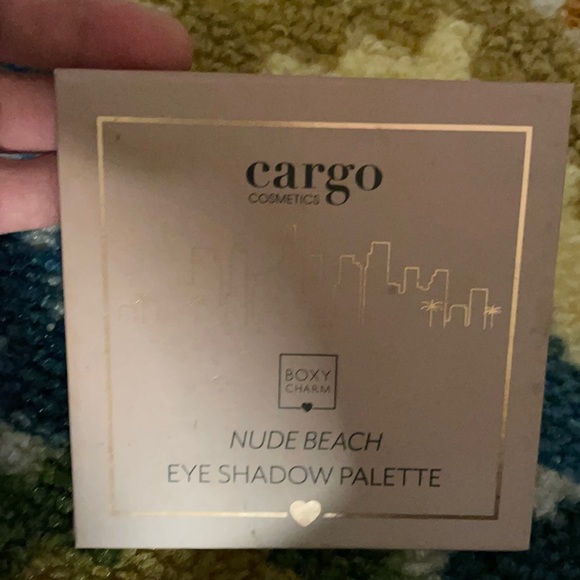 cargo
COSMETICS
BOXY
CHARM
NUDE BEACH
EYE SHADOW PALETTE